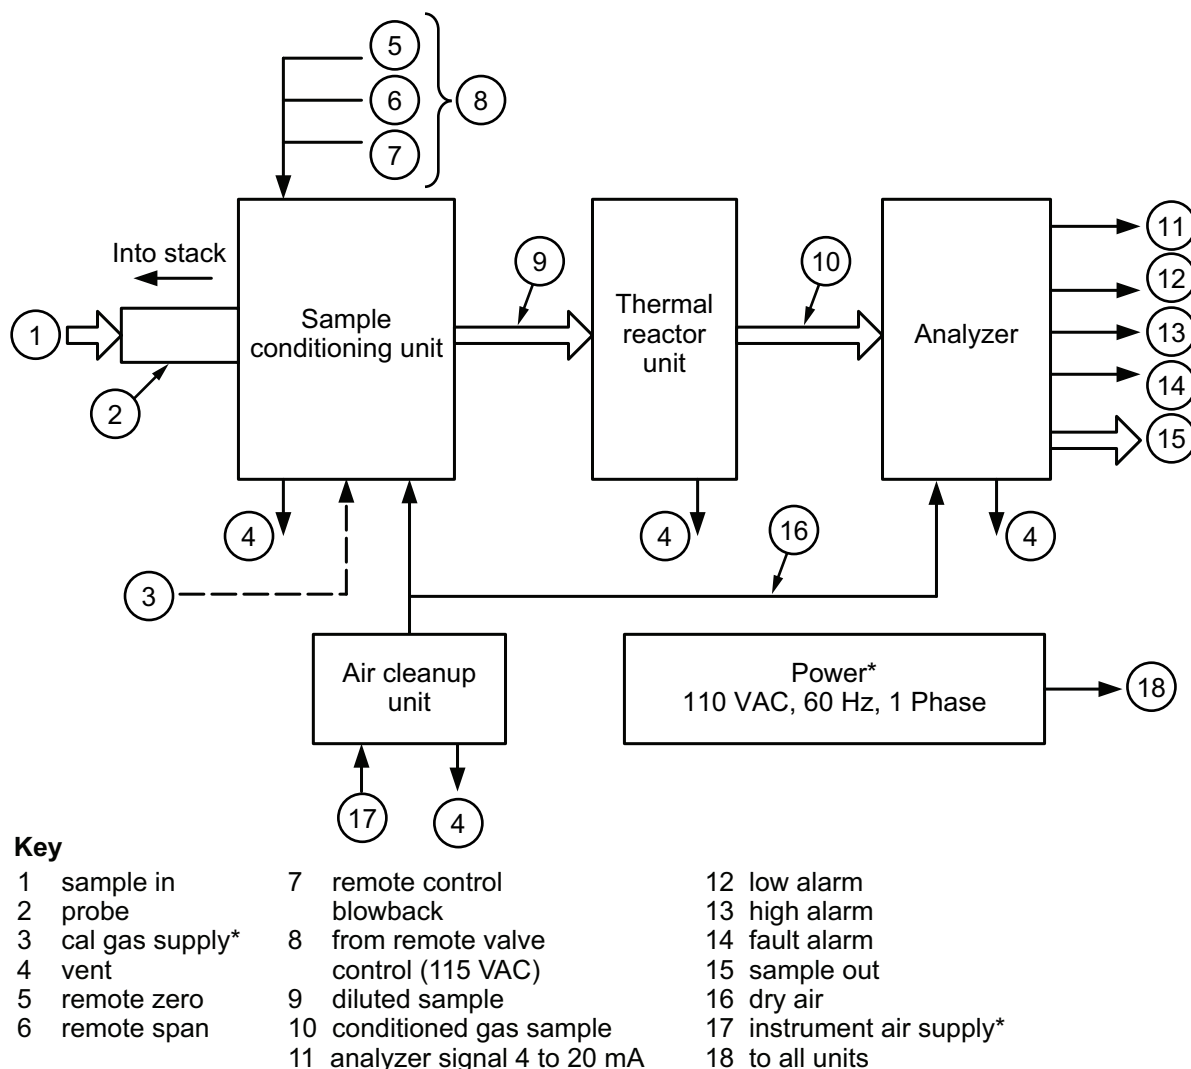 5
6
8
7
Into stack
9
10
11
12
13
14
15
1
2
Sample
conditioning unit
Thermal
reactor
unit
Analyzer
4
4
16
4
3
Air cleanup
unit
Power*
110 VAC, 60 Hz, 1 Phase
18
17
4
Key
1 sample in
2 probe
3 cal gas supply*
4 vent
5 remote zero
6 remote span
7 remote control
blowback
8 from remote valve
control (115 VAC)
9 diluted sample
10 conditioned gas sample
11 analyzer signal 4 to 20 mA
12 low alarm
13 high alarm
14 fault alarm
15 sample out
16 dry air
17 instrument air supply*
18 to all units